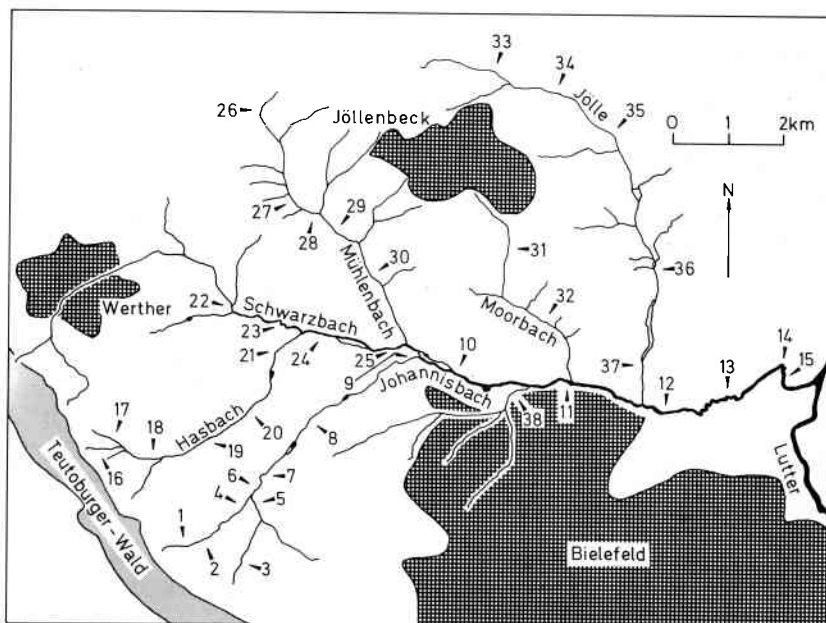 33
34
26
Jöllenbeck
Jölle
35
0 1 2km
N
27
28
29
30
31
32
36
Werther
22
Schwarzbach
23
24
Mühlenbach
Moorbach
21
25
10
37
14
13
15
12
9
Johannisbach
11
38
17
18
Hasbach
19
20
8
16
6
7
4
5
Lutter
Teutoburger-Wald
1
2
3
Bielefeld